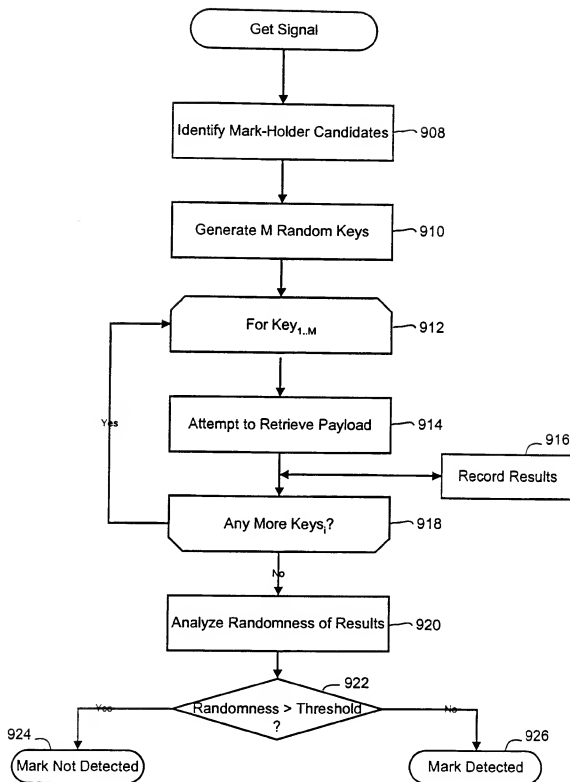 Get Signal
Identify Mark-Holder Candidates
908
Generate M Random Keys
910
For Key1..M
912
Yes
Attempt to Retrieve Payload
914
916
Record Results
Any More Keysi?
918
No
Analyze Randomness of Results
920
922
Randomness > Threshold
?
Yes
No
924
Mark Not Detected
926
Mark Detected